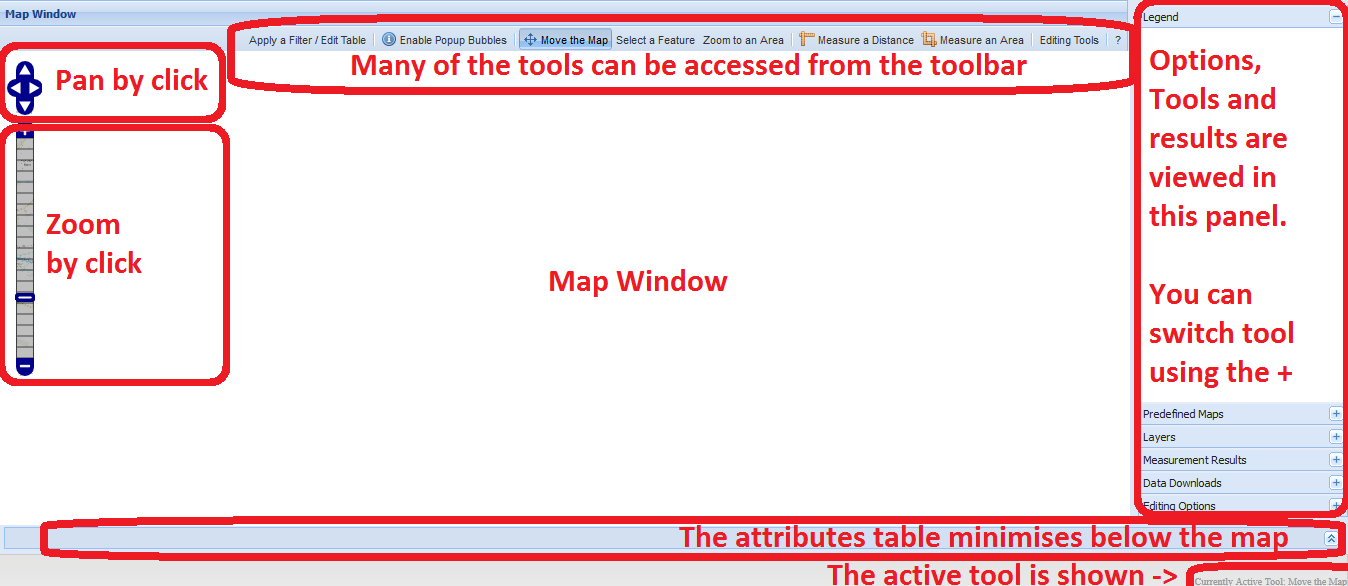 Map Window
Apply a Filter / Edit Table Enable Popup Bubbles Move the Map Select a Feature Zoom to an Area Measure a Distance Measure an Area Editing Tools ?
Many of the tools can be accessed from the toolbar
Pan by click
Zoom
by click
Map Window
Legend
Options,
Tools and
results are
viewed in
this panel.
You can
switch tool
using the +
Predefined Maps
Layers
Measurement Results
Data Downloads
Editing Options
The attributes table minimises below the map
The active tool is shown ->
Currently Active Tool: Move the Map